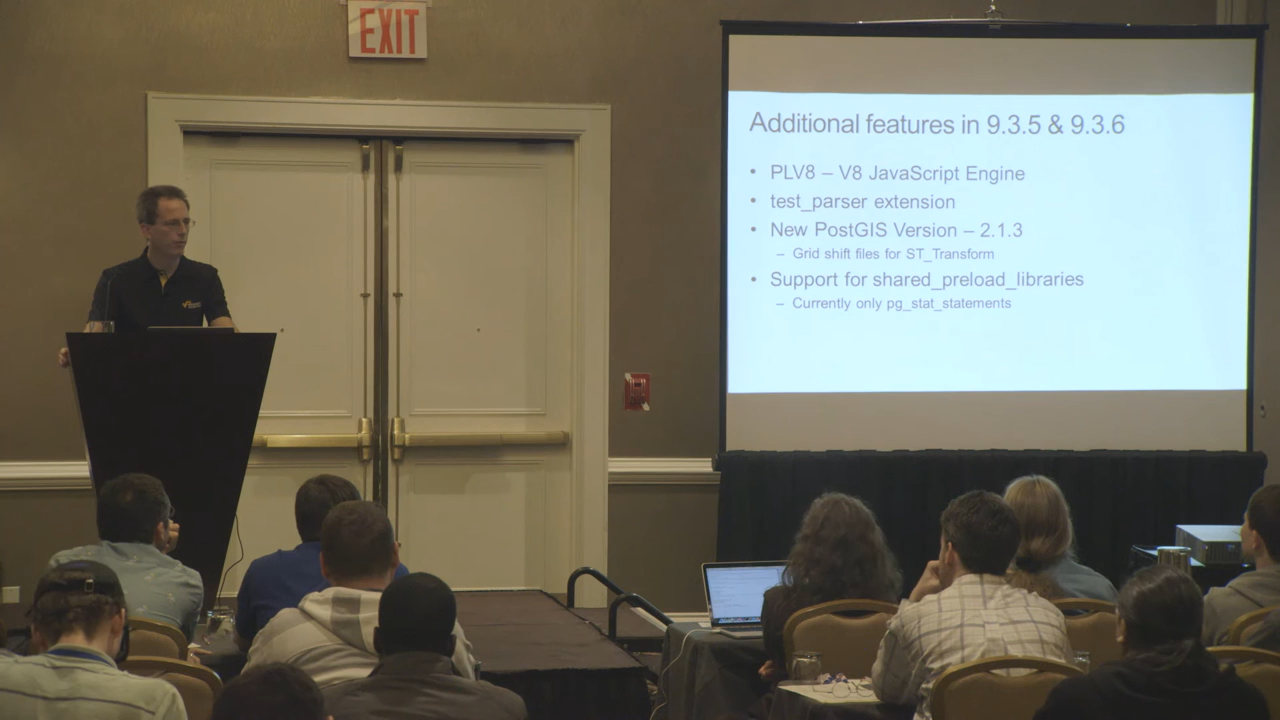 EXIT
Additional features in 9.3.5 & 9.3.6
• PLV8 – V8 JavaScript Engine
• test_parser extension
• New PostGIS Version – 2.1.3
– Grid shift files for ST_Transform
• Support for shared_preload_libraries
– Currently only pg_stat_statements